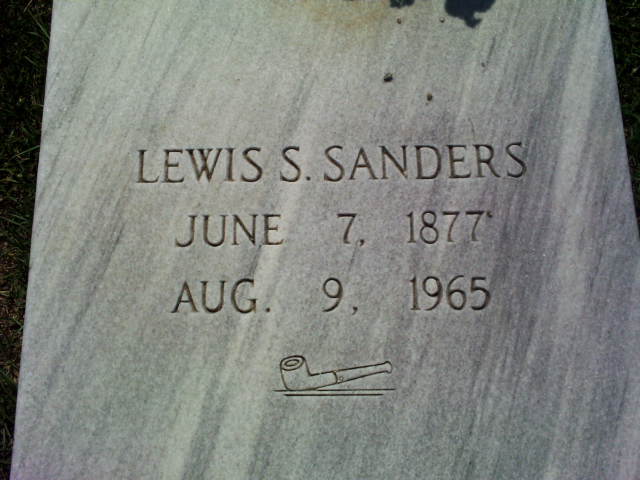 LEWIS S. SANDERS
JUNE 7, 1877
AUG. 9, 1965